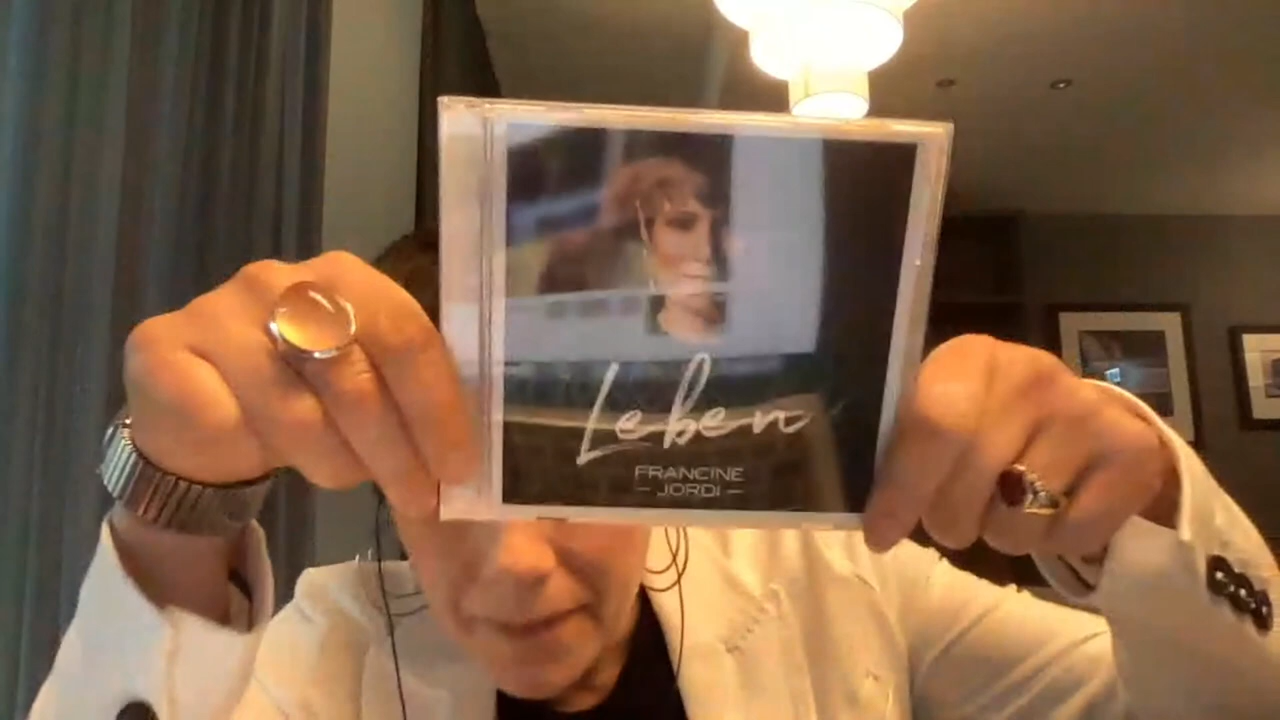 Leben
FRANCINE
– JORDI –